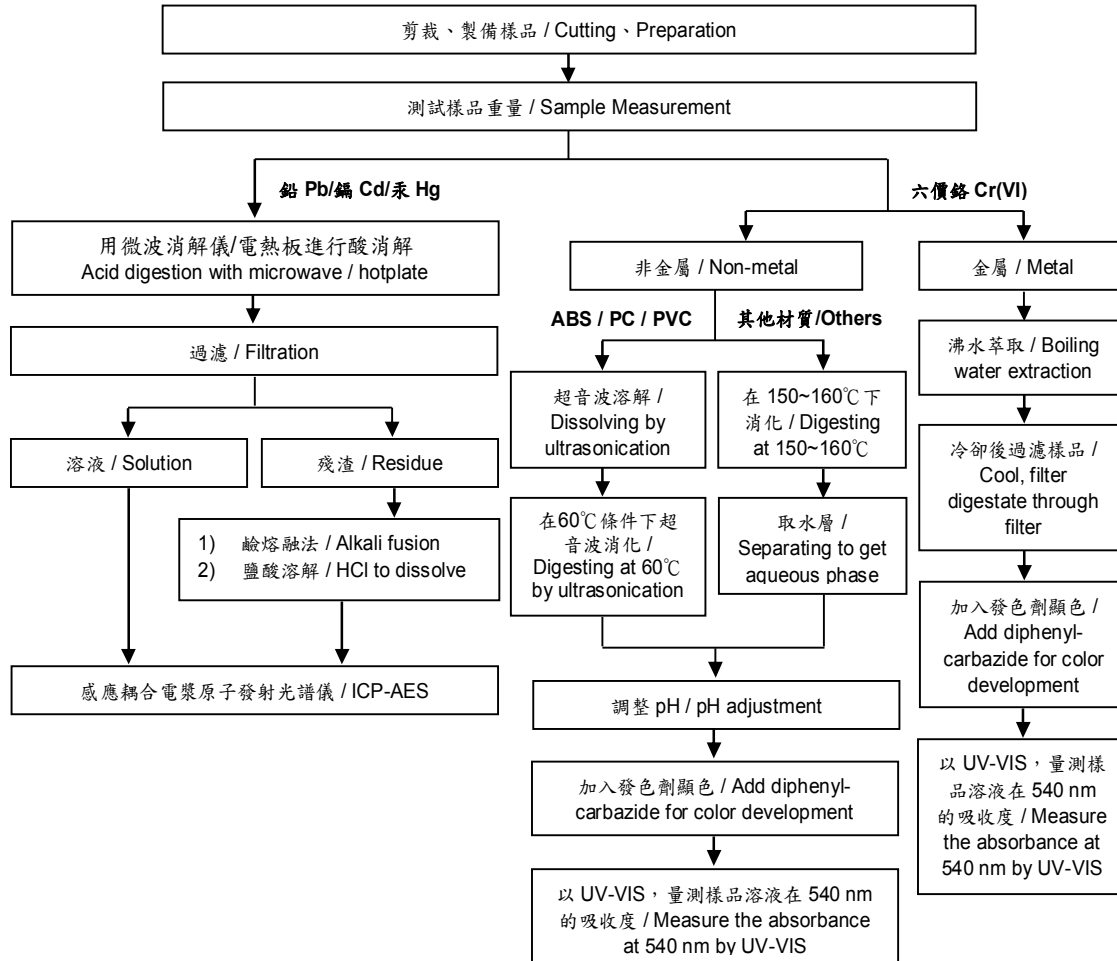 剪裁、製備樣品 / Cutting、Preparation
測試樣品重量 / Sample Measurement
鉛 Pb/鎘 Cd/汞 Hg
六價鉻 Cr(VI)
用微波消解儀/電熱板進行酸消解
Acid digestion with microwave / hotplate
過濾 / Filtration
溶液 / Solution
殘渣 / Residue
1) 鹼熔融法 / Alkali fusion
2) 鹽酸溶解 / HCl to dissolve
感應耦合電漿原子發射光譜儀 / ICP-AES
非金屬 / Non-metal
ABS / PC / PVC
其他材質/Others
超音波溶解 /
Dissolving by
ultrasonication
在60℃條件下超
音波消化 /
Digesting at 60℃
by ultrasonication
在 150~160℃下
消化 / Digesting
at 150~160℃
取水層 /
Separating to get
aqueous phase
調整 pH / pH adjustment
加入發色劑顯色 / Add diphenyl-
carbazide for color development
以 UV-VIS，量測樣品溶液在 540 nm
的吸收度 / Measure the absorbance
at 540 nm by UV-VIS
金屬 / Metal
沸水萃取 / Boiling
water extraction
冷卻後過濾樣品 /
Cool, filter
digestate through
filter
加入發色劑顯色 /
Add diphenyl-
carbazide for color
development
以 UV-VIS，量測樣
品溶液在 540 nm
的吸收度 / Measure
the absorbance at
540 nm by UV-VIS